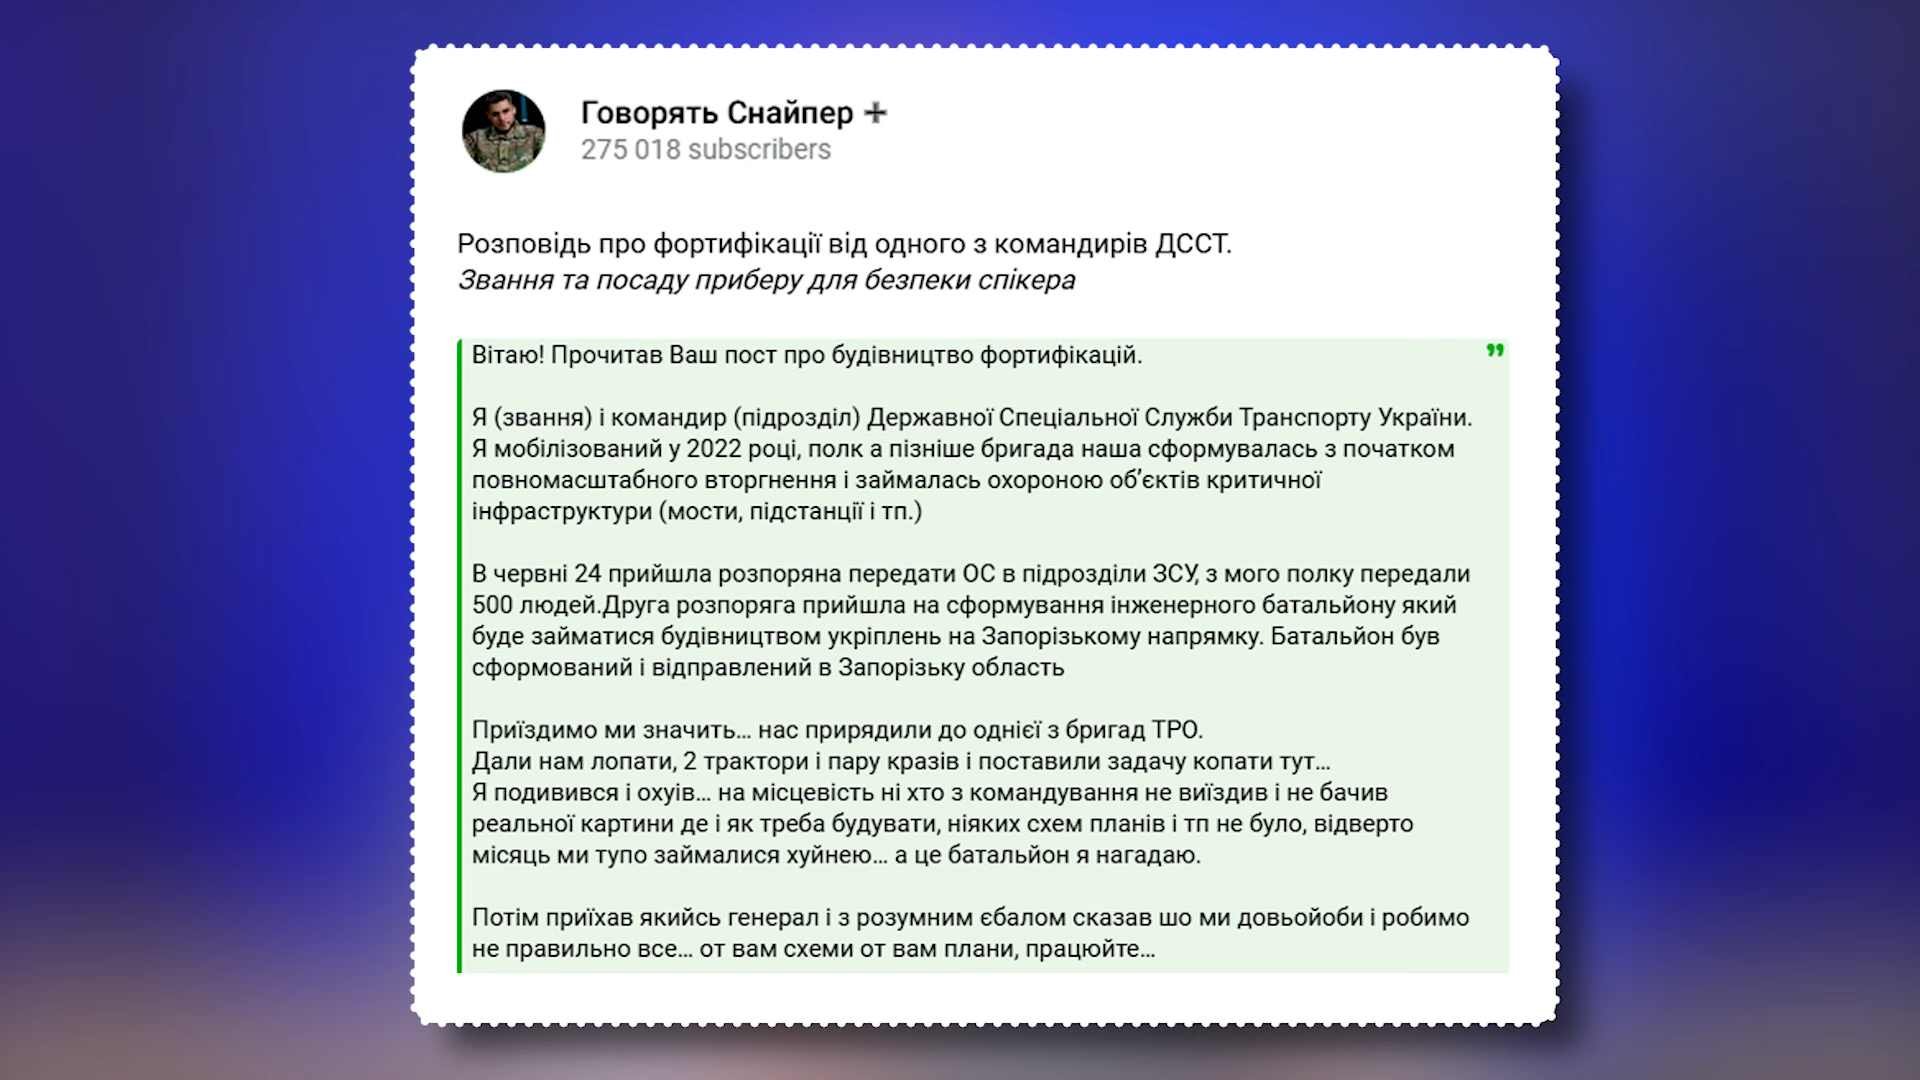 Говорять Снайпер ➕
275 018 subscribers
Розповідь про фортифікації від одного з командирів ДССТ.
Звання та посаду приберу для безпеки спікера
Вітаю! Прочитав Ваш пост про будівництво фортифікацій.
Я (звання) і командир (підрозділ) Державної Спеціальної Служби Транспорту України.
Я мобілізований у 2022 році, полк а пізніше бригада наша сформувалась з початком
повномасштабного вторгнення і займалась охороною об’єктів критичної
інфраструктури (мости, підстанції і тп.)
В червні 24 прийшла розпоряна передати ОС в підрозділи ЗСУ, з мого полку передали
500 людей.Друга розпоряга прийшла на сформування інженерного батальйону який
буде займатися будівництвом укріплень на Запорізькому напрямку. Батальйон був
сформований і відправлений в Запорізьку область
Приїздимо ми значить… нас прирядили до однієї з бригад ТРО.
Дали нам лопати, 2 трактори і пару кразів і поставили задачу копати тут…
Я подивився і охуів… на місцевість ні хто з командування не виїздив і не бачив
реальної картини де і як треба будувати, ніяких схем планів і тп не було, відверто
місяць ми тупо займалися хуйнею… а це батальйон я нагадаю.
Потім приїхав якийсь генерал і з розумним єбалом сказав шо ми довьойоби і робимо
не правильно все… от вам схеми от вам плани, працюйте…